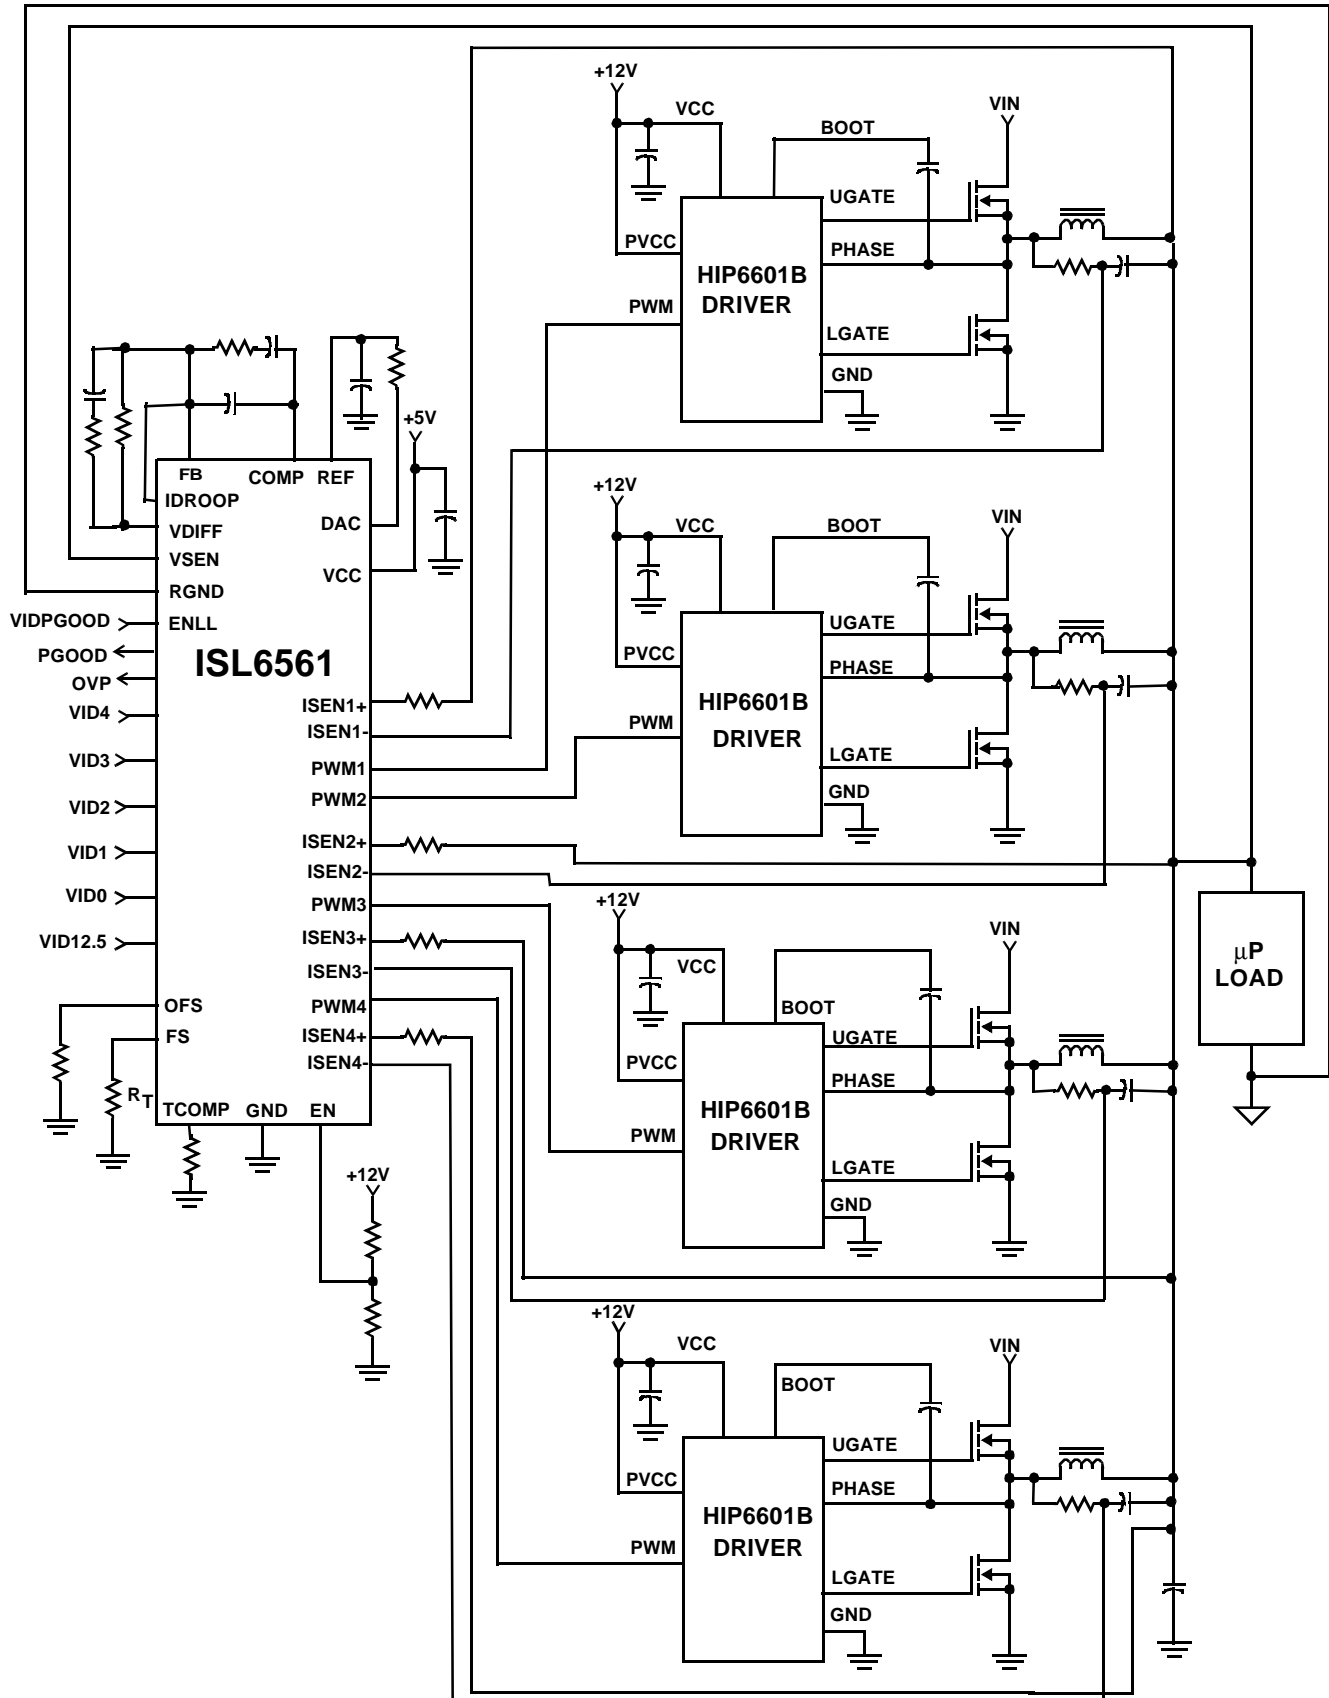 +12V
VCC
BOOT
VIN
UGATE
PVCC
PHASE
HIP6601B
DRIVER
PWM
LGATE
GND
+5V
FB
COMP
REF
IDROOP
DAC
VDIFF
VSEN
VCC
RGND
VIDPGOOD
ENLL
PGOOD
OVP
ISL6561
VID4
VID3
VID2
VID1
VID0
VID12.5
ISEN1+
ISEN1-
PWM1
PWM2
ISEN2+
ISEN2-
PWM3
ISEN3+
ISEN3-
PWM4
ISEN4+
ISEN4-
OFS
FS
RT
TCOMP
GND
EN
+12V
+12V
VCC
BOOT
VIN
UGATE
PVCC
PHASE
HIP6601B
DRIVER
PWM
LGATE
GND
+12V
VCC
BOOT
VIN
UGATE
PVCC
PHASE
HIP6601B
DRIVER
PWM
LGATE
GND
μP
LOAD
+12V
VCC
BOOT
VIN
UGATE
PVCC
PHASE
HIP6601B
DRIVER
PWM
LGATE
GND